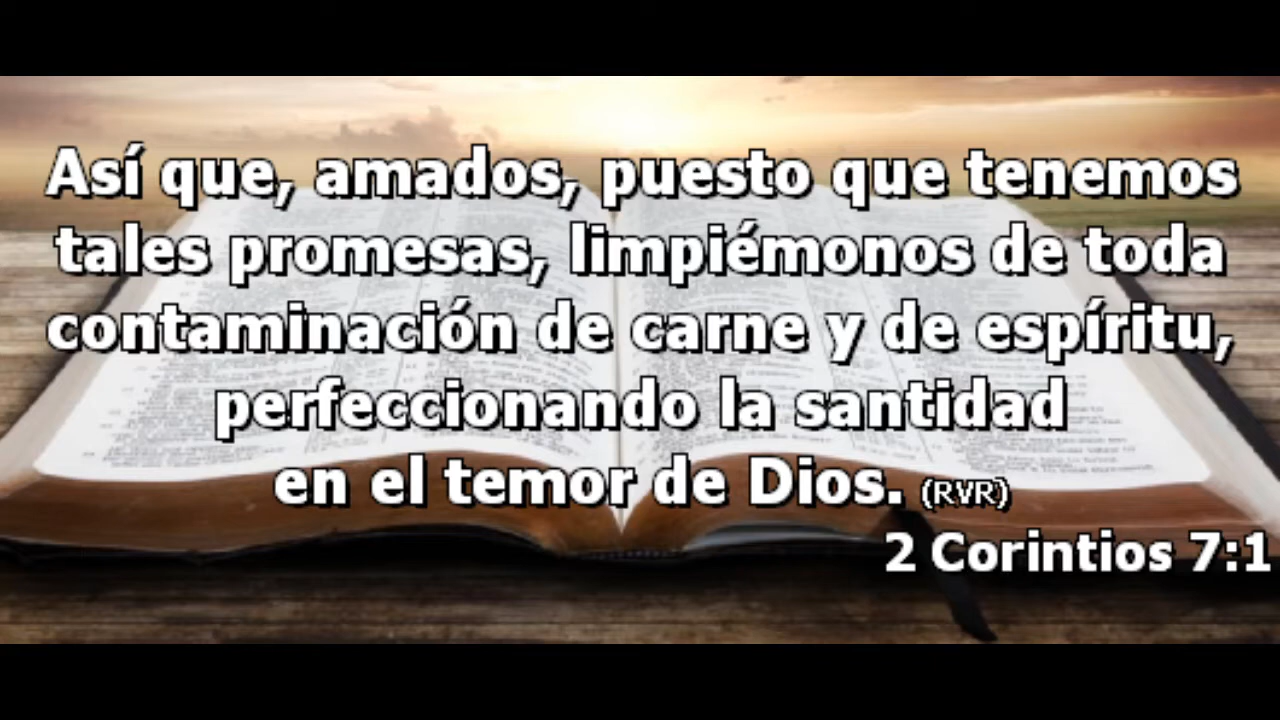 Así que, amados, puesto que tenemos
tales promesas, limpiémonos de toda
contaminación de carne y de espíritu,
perfeccionando la santidad
en el temor de Dios. (RVR)
2 Corintios 7:1